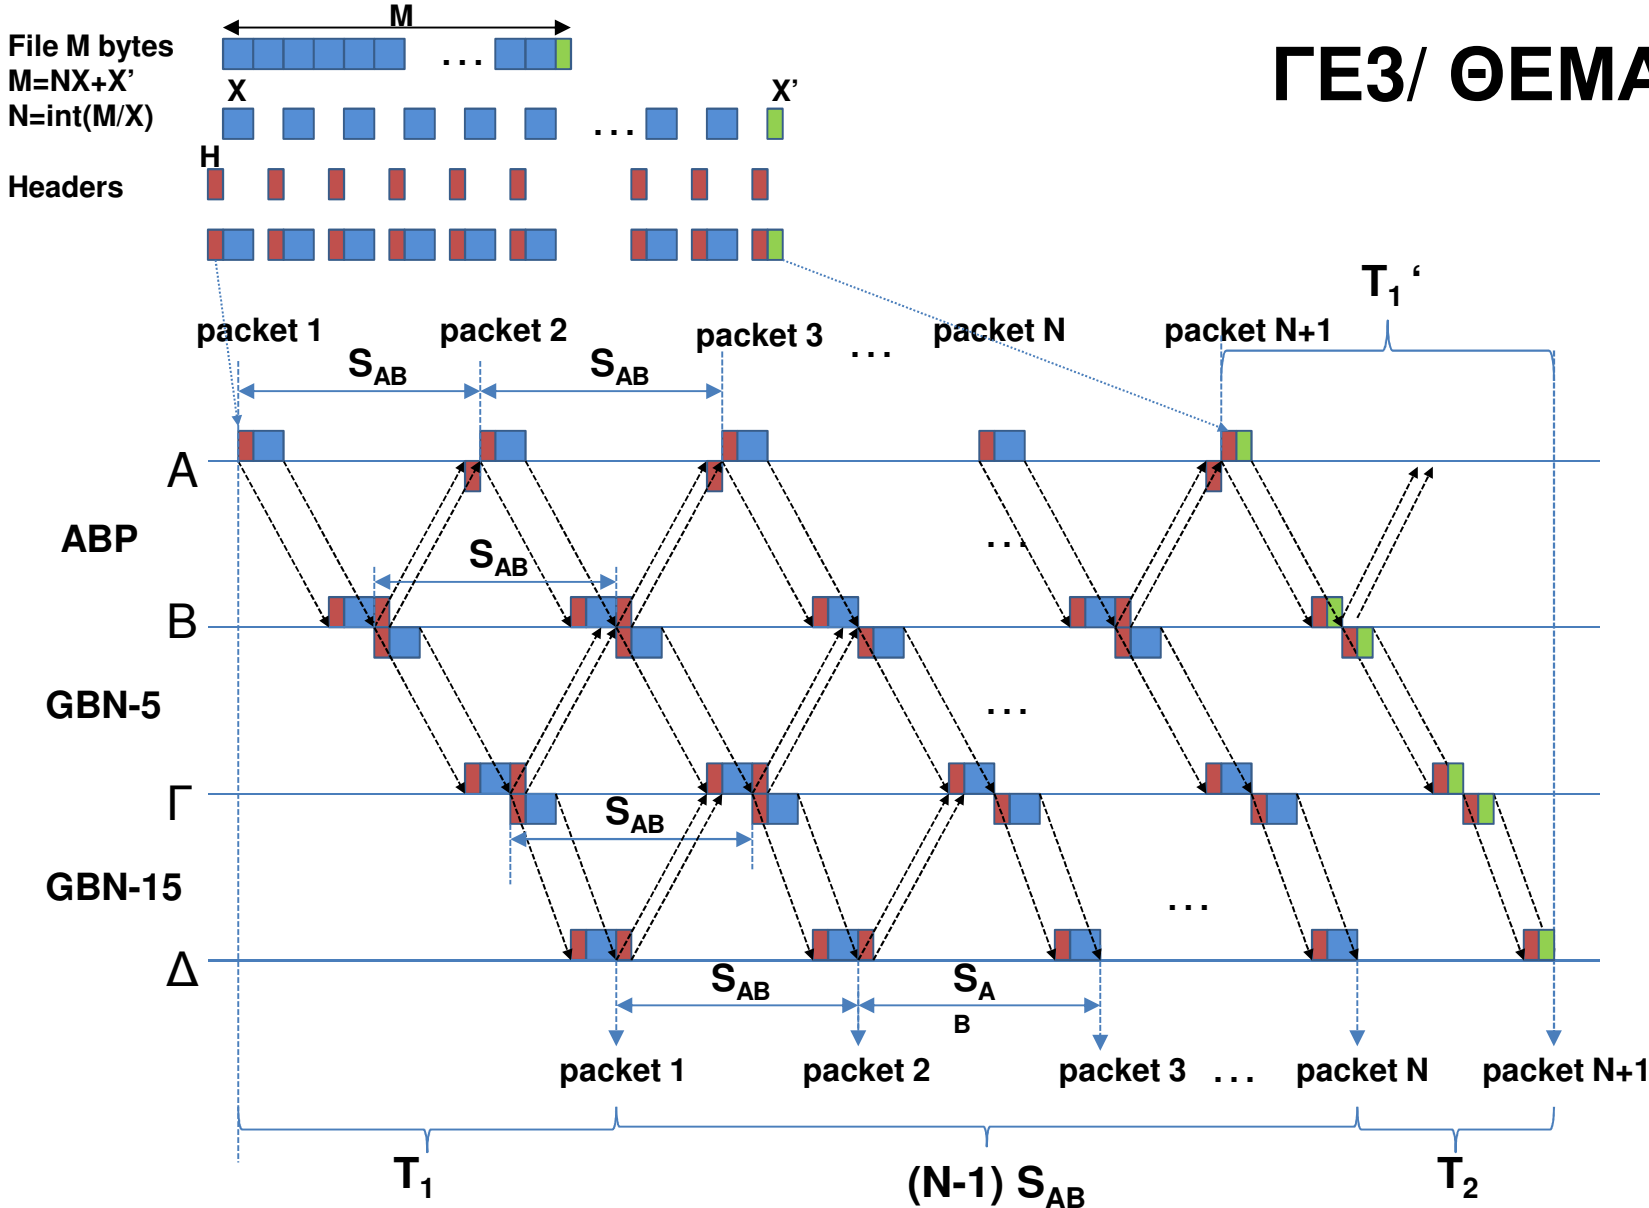 M
File M bytes
M=NX+X’
N=int(M/X)
ΓΕ3/ ΘΕΜΑ
X
X’
...
...
H
Headers
T1 ‘
packet 1
packet 2
packet 3
...
packet N
packet N+1
SAB
SAB
A
ABP
SAB
...
B
GBN-5
...
Γ
SAB
GBN-15
...
Δ
SAB
SA
B
packet 1
packet 2
packet 3
...
packet N
packet N+1
T1
(N-1) SAB
T2